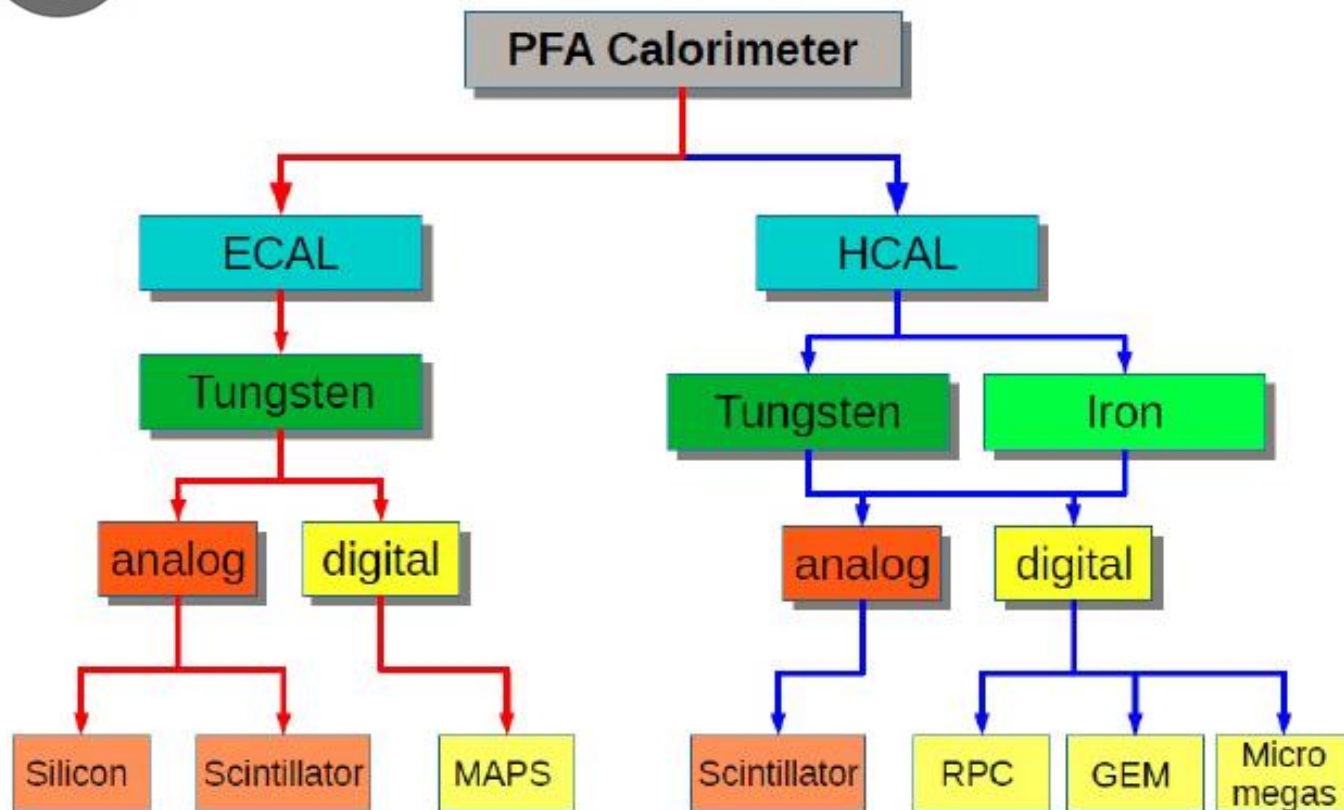 PFA Calorimeter
ECAL
HCAL
Tungsten
Tungsten
Iron
analog
digital
analog
digital
Silicon
Scintillator
MAPS
Scintillator
RPC
GEM
Micro
megas